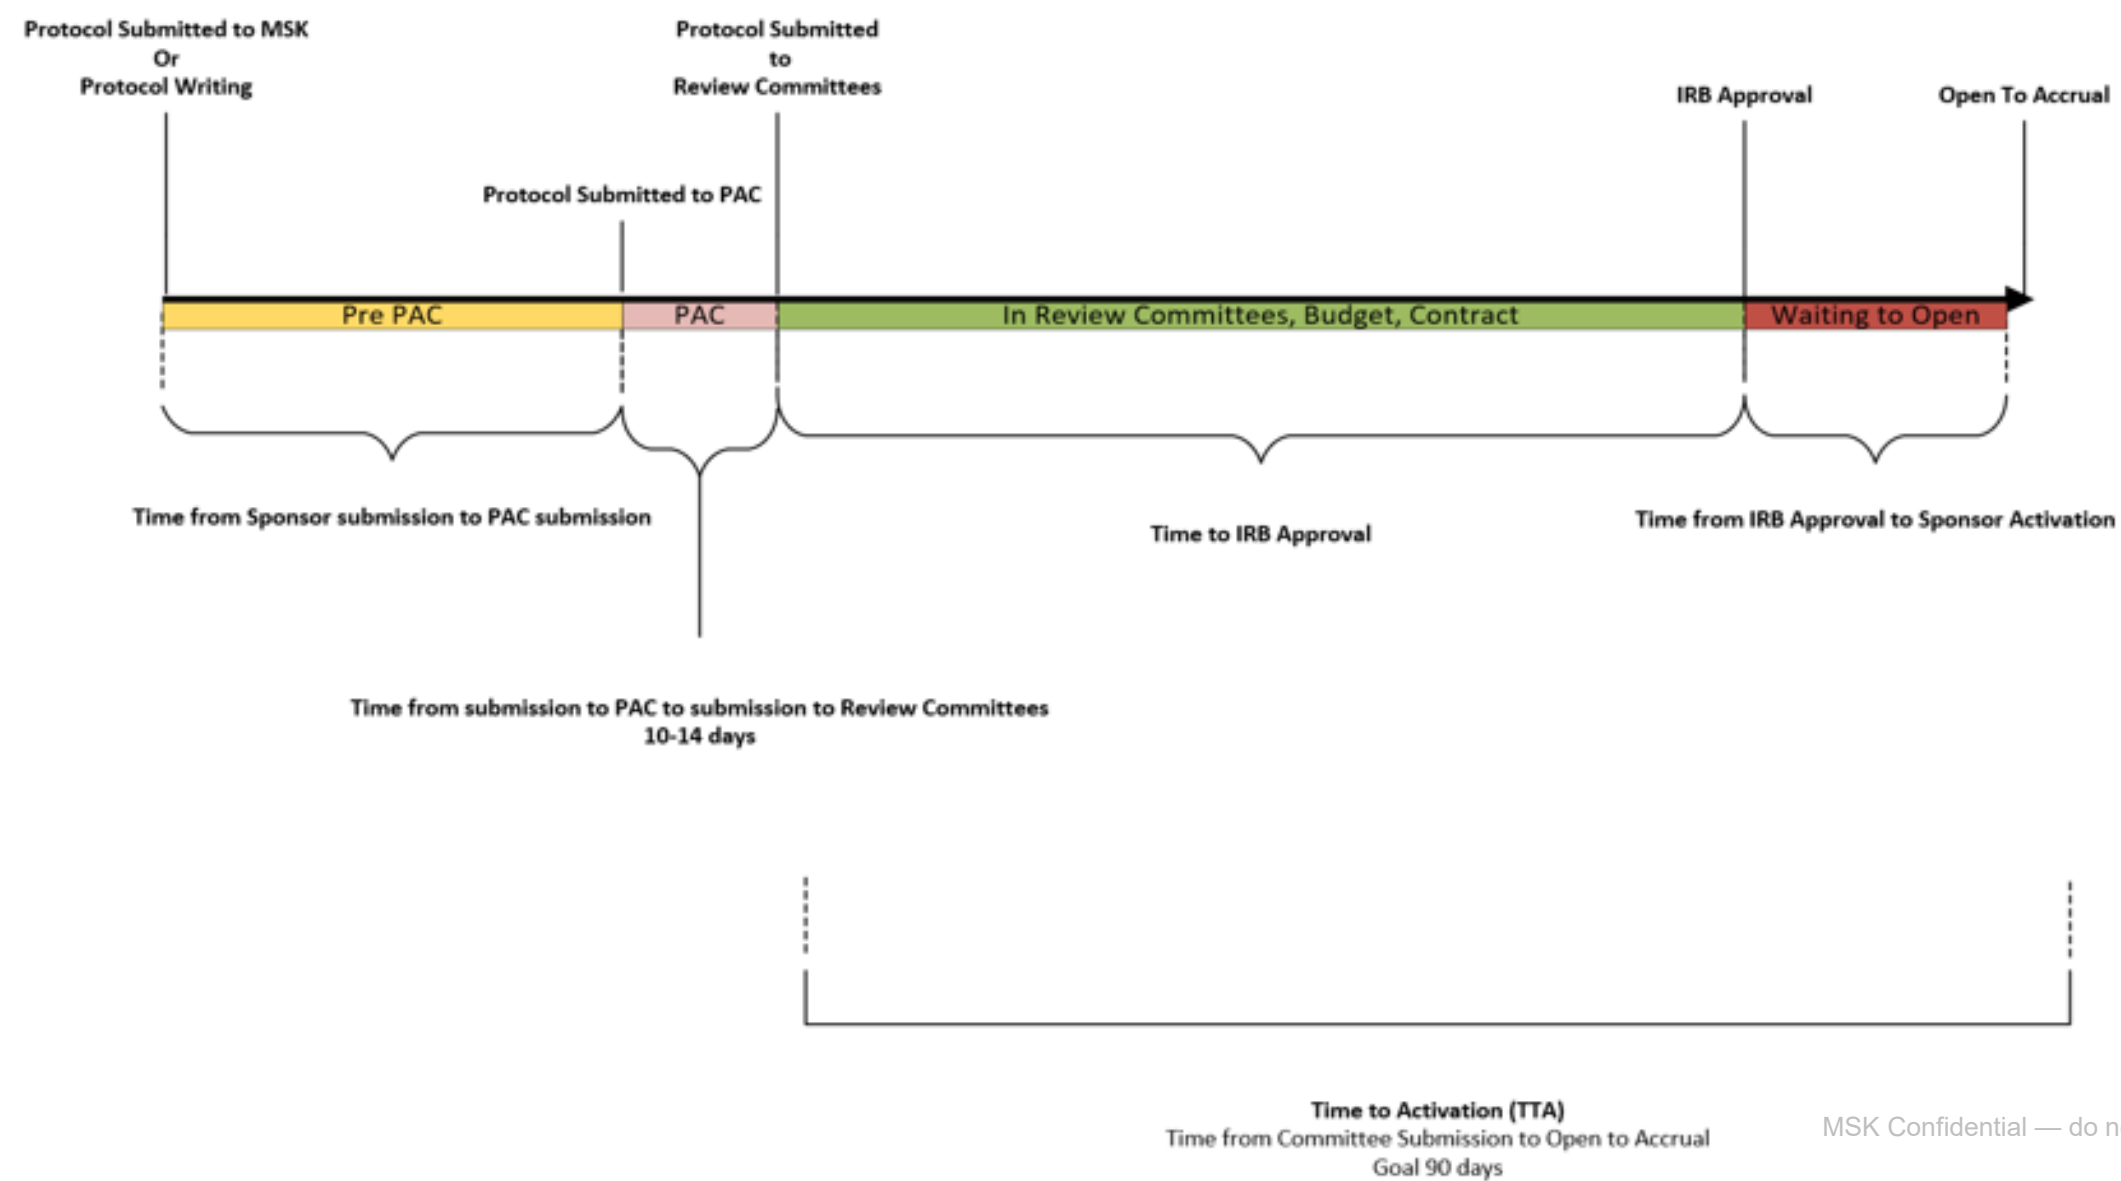 Protocol Submitted to MSK
Or
Protocol Writing
Protocol Submitted
to
Review Committees
IRB Approval
Open To Accrual
Protocol Submitted to PAC
Pre PAC
PAC
In Review Committees, Budget, Contract
Waiting to Open
Time from Sponsor submission to PAC submission
Time to IRB Approval
Time from IRB Approval to Sponsor Activation
Time from submission to PAC to submission to Review Committees
10-14 days
Time to Activation (TTA)
Time from Committee Submission to Open to Accrual
Goal 90 days
MSK Confidential — do n